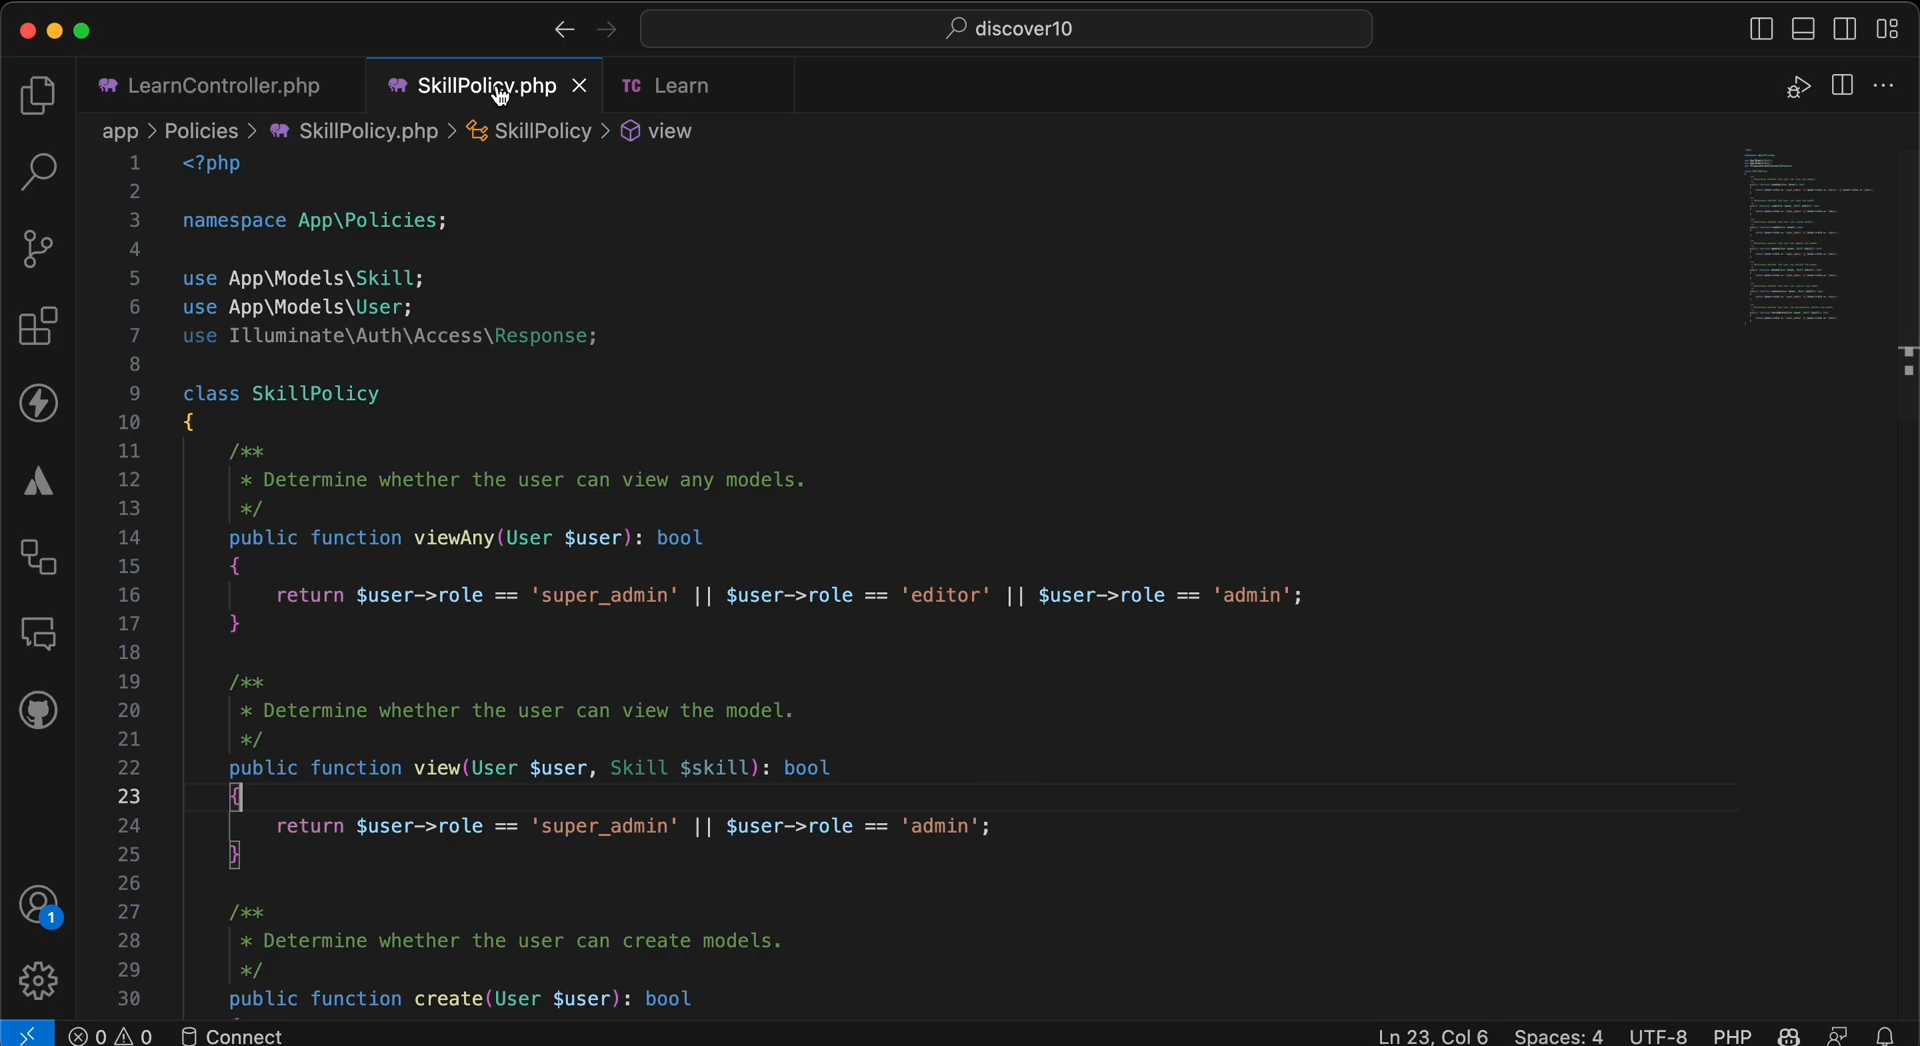 discover10
LearnController.php
SkillPolicy.php
TC Learn
app > Policies > SkillPolicy.php > SkillPolicy > view
1 <?php
2
3 namespace App\Policies;
4
5 use App\Models\Skill;
6 use App\Models\User;
7 use Illuminate\Auth\Access\Response;
8
9 class SkillPolicy
10 {
11 /**
12 * Determine whether the user can view any models.
13 */
14 public function viewAny(User $user): bool
15 {
16 return $user->role == 'super_admin' || $user->role == 'editor' || $user->role == 'admin';
17 }
18
19 /**
20 * Determine whether the user can view the model.
21 */
22 public function view(User $user, Skill $skill): bool
23 {
24 return $user->role == 'super_admin' || $user->role == 'admin';
25 }
26
27 /**
28 * Determine whether the user can create models.
29 */
30 public function create(User $user): bool
1
0 0 Connect
Ln 23, Col 6 Spaces: 4 UTF-8 PHP